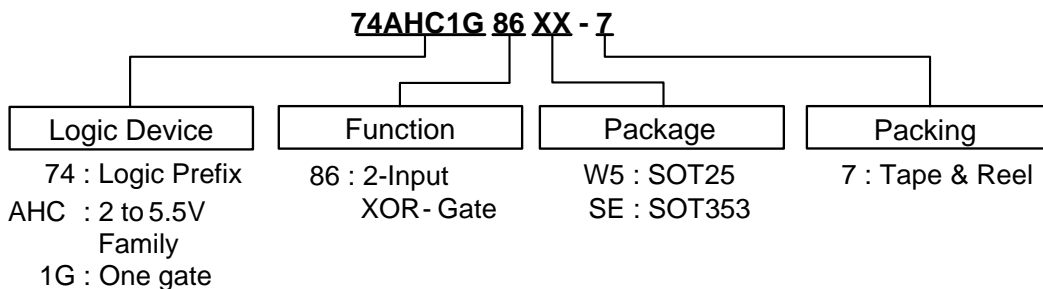 74AHC1G 86 XX - 7
Logic Device
74 : Logic Prefix
AHC : 2 to 5.5V
Family
1G : One gate
Function
86 : 2-Input
XOR- Gate
Package
W5 : SOT25
SE : SOT353
Packing
7 : Tape & Reel